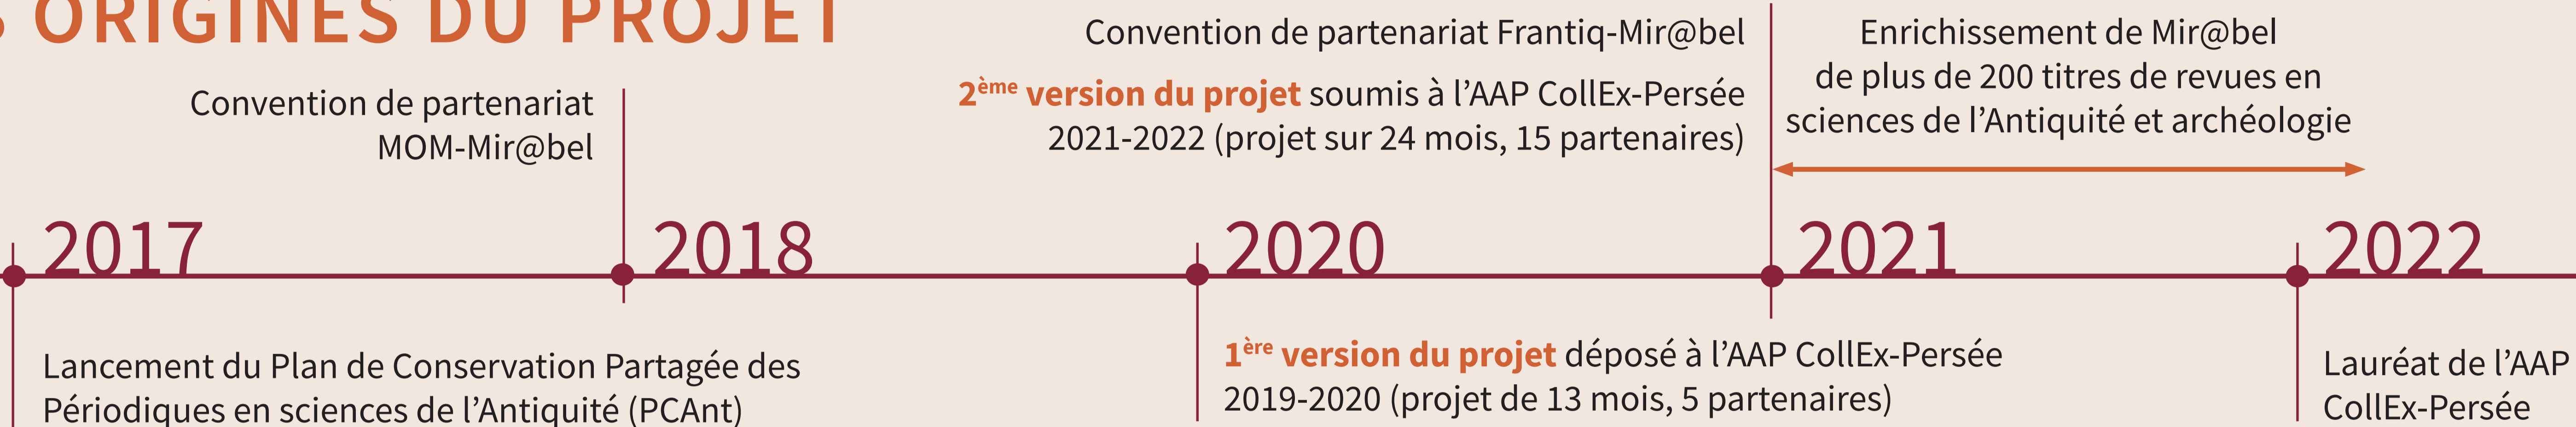 ORIGINES DU PROJET
Convention de partenariat
MOM-Mir@bel
Convention de partenariat Frantiq-Mir@bel
2ème version du projet soumis à l’AAP CollEx-Persée
2021-2022 (projet sur 24 mois, 15 partenaires)
Enrichissement de Mir@bel
de plus de 200 titres de revues en
sciences de l’Antiquité et archéologie
2017
2018
2020
2021
2022
Lancement du Plan de Conservation Partagée des
Périodiques en sciences de l’Antiquité (PCAnt)
1ère version du projet déposé à l’AAP CollEx-Persée
2019-2020 (projet de 13 mois, 5 partenaires)
Lauréat de l’AAP
CollEx-Persée